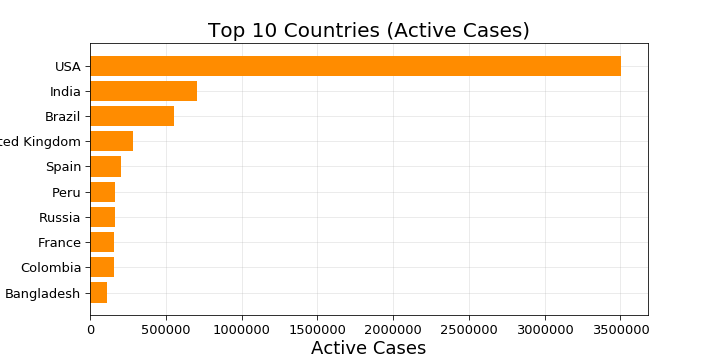 Top 10 Countries (Active Cases)
USA
India
Brazil
ted Kingdom
Spain
Peru
Russia
France
Colombia
Bangladesh
0 500000 1000000 1500000 2000000 2500000 3000000 3500000
Active Cases